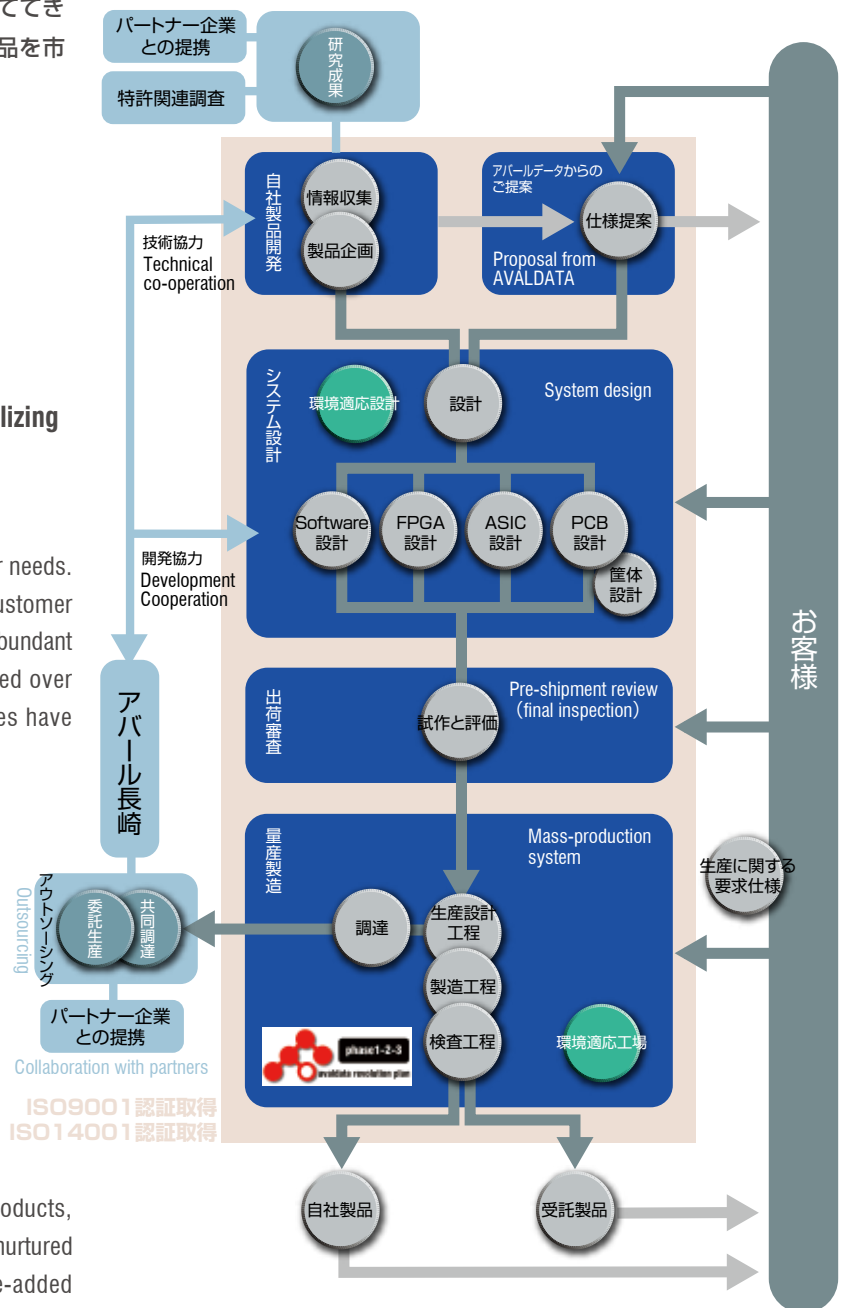 ててき
品を市
パートナー企業
との提携
特許関連調査
研究成果
自社製品開発
情報収集
製品企画
アバールデータからの
ご提案
仕様提案
Proposal from
AVALDATA
技術協力
Technical
co-operation
システム設計
環境適応設計
設計
System design
lizing
Software
設計
FPGA
設計
ASIC
設計
PCB
設計
筐体
設計
開発協力
Development
Cooperation
r needs.
ustomer
bundant
ed over
es have
お客様
アバール長崎
出荷審査
試作と評価
Pre-shipment review
(final inspection)
量産製造
Mass-production
system
生産に関する
要求仕様
アウトソーシング
Outsourcing
委託生産
共同調達
調達
生産設計
工程
製造工程
検査工程
環境適応工場
phase1-2-3
avaldata revolution plan
パートナー企業
との提携
Collaboration with partners
ISO9001認証取得
ISO14001認証取得
自社製品
受託製品
oducts,
nurtured
e-added